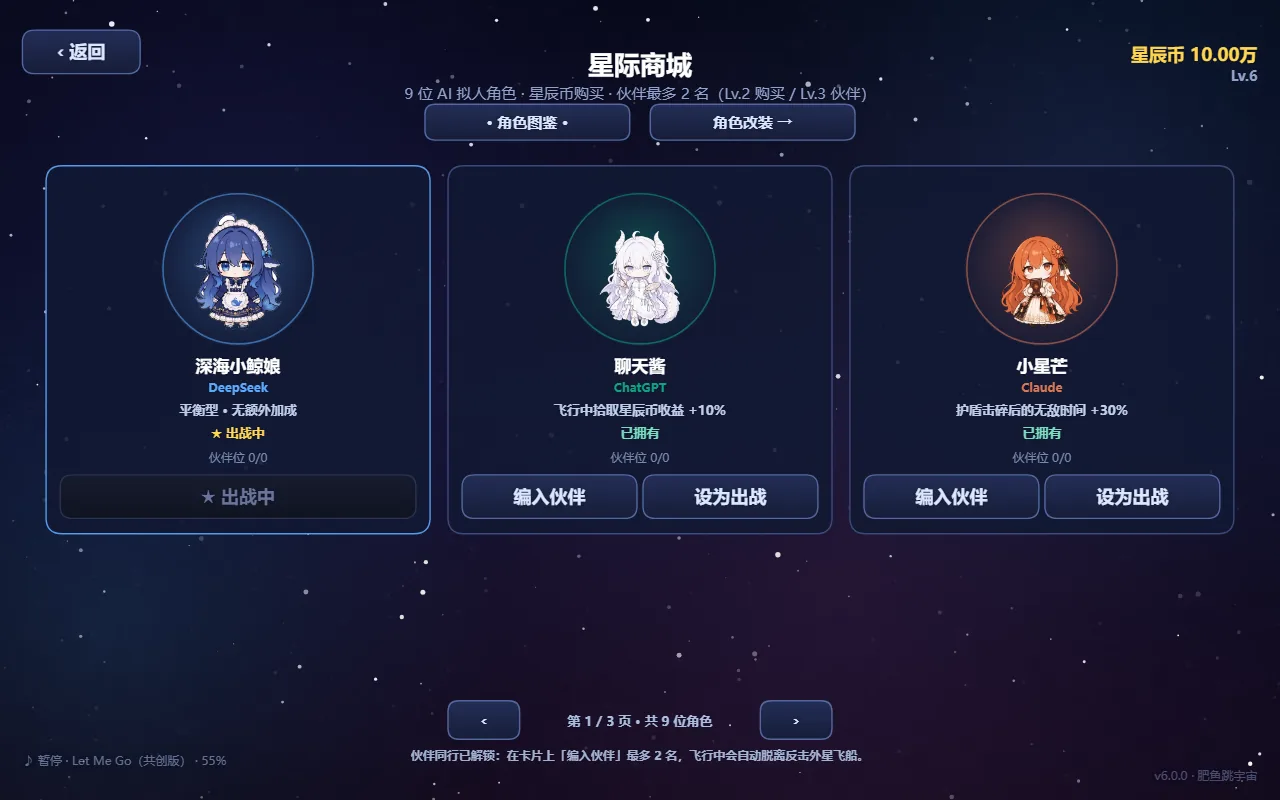 ‹ 返回
星际商城
星辰币 10.00万
Lv.6
9 位 AI 拟人角色 · 星辰币购买 · 伙伴最多 2 名（Lv.2 购买 / Lv.3 伙伴）
• 角色图鉴 •
角色改装 →
深海小鲸娘
DeepSeek
平衡型 • 无额外加成
★ 出战中
伙伴位 0/0
★ 出战中
聊天酱
ChatGPT
飞行中拾取星辰币收益 +10%
已拥有
伙伴位 0/0
编入伙伴
设为出战
小星芒
Claude
护盾击碎后的无敌时间 +30%
已拥有
伙伴位 0/0
编入伙伴
设为出战
‹
第 1 / 3 页 • 共 9 位角色
›
伙伴同行已解锁：在卡片上「编入伙伴」最多 2 名，飞行中会自动脱离反击外星飞船。
♪ 暂停 · Let Me Go（共创版） · 55%
v6.0.0 · 肥鱼跳宇宙